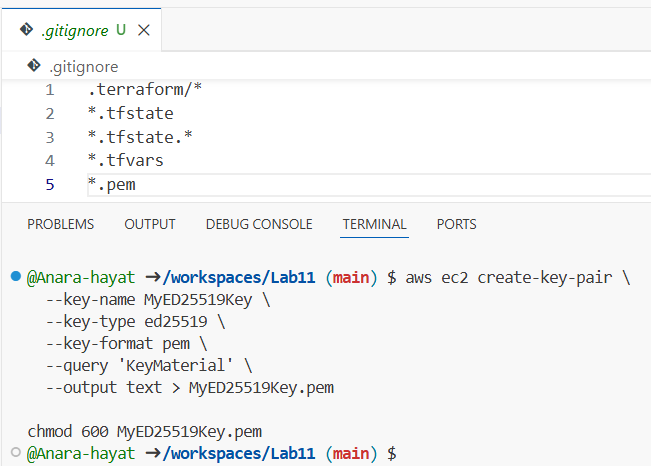 .gitignore U
.gitignore
1 .terraform/*
2 *.tfstate
3 *.tfstate.*
4 *.tfvars
5 *.pem
PROBLEMS OUTPUT DEBUG CONSOLE TERMINAL PORTS
@Anara-hayat ➜/workspaces/Lab11 (main) $ aws ec2 create-key-pair \
--key-name MyED25519Key \
--key-type ed25519 \
--key-format pem \
--query 'KeyMaterial' \
--output text > MyED25519Key.pem
chmod 600 MyED25519Key.pem
@Anara-hayat ➜/workspaces/Lab11 (main) $